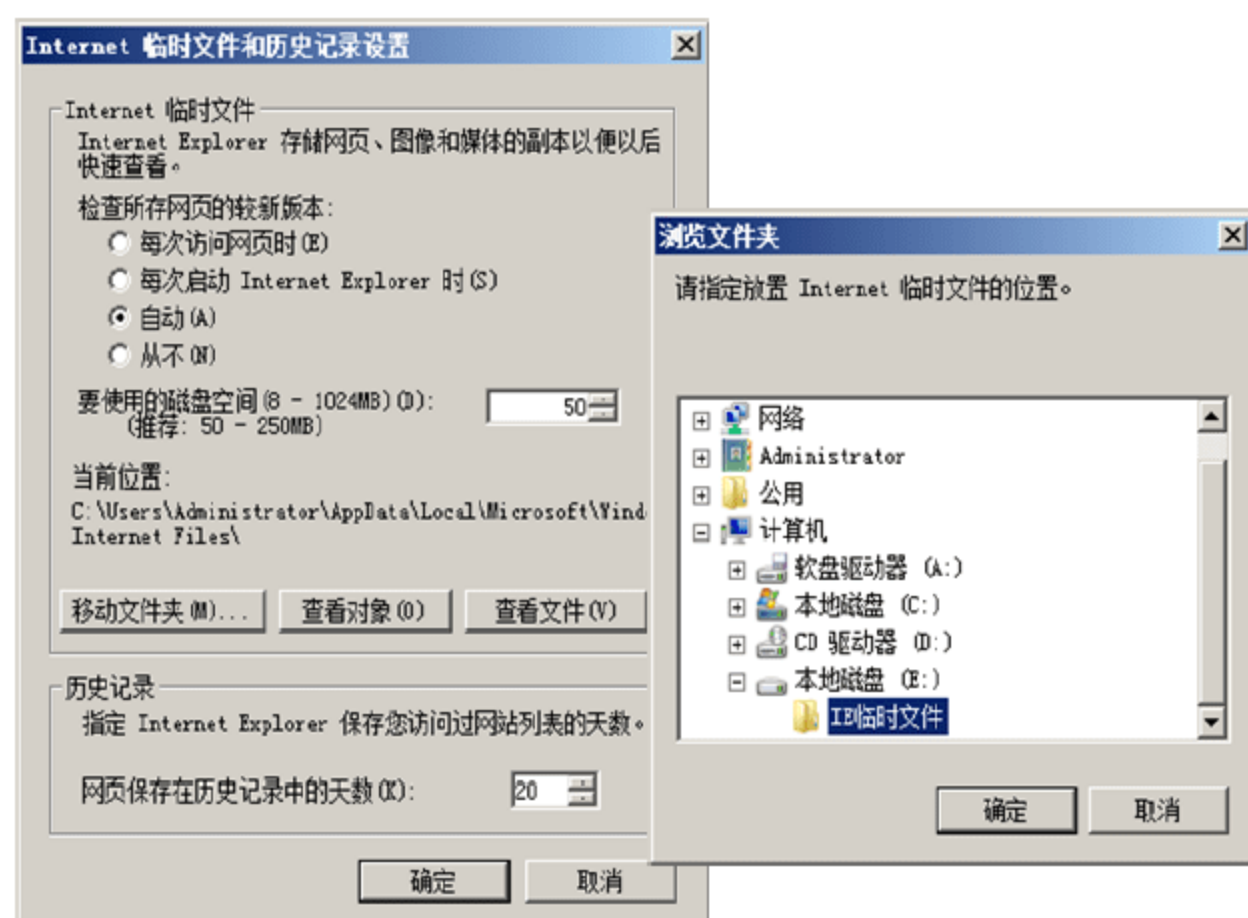 Internet 临时文件和历史记录设置
Internet 临时文件
Internet Explorer 存储网页、图像和媒体的副本以便以后
快速查看。
检查所存网页的较新版本:
每次访问网页时(E)
每次启动 Internet Explorer 时(S)
自动(A)
从不(N)
要使用的磁盘空间(8 - 1024MB)(D):
50
(推荐: 50 - 250MB)
当前位置:
C:\Users\Administrator\AppData\Local\Microsoft\Wind
Internet Files\
移动文件夹(M)...
查看对象(O)
查看文件(V)
历史记录
指定 Internet Explorer 保存您访问过网站列表的天数。
网页保存在历史记录中的天数(K):
20
确定
取消
浏览文件夹
请指定放置 Internet 临时文件的位置。
网络
Administrator
公用
计算机
软盘驱动器 (A:)
本地磁盘 (C:)
CD 驱动器 (D:)
本地磁盘 (E:)
IE临时文件
确定
取消